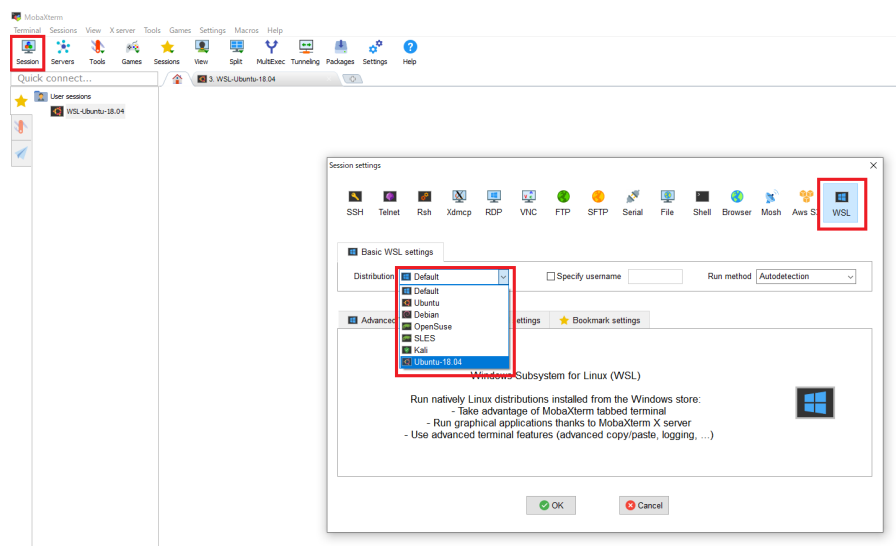 MobaXterm
Terminal Sessions View X server Tools Games Settings Macros Help
Session Servers Tools Games Sessions View Split MultiExec Tunneling Packages Settings Help
Quick connect...
3. WSL-Ubuntu-18.04
User sessions
WSL-Ubuntu-18.04
Session settings
SSH Telnet Rsh Xdmcp RDP VNC FTP SFTP Serial File Shell Browser Mosh Aws S3 WSL
Basic WSL settings
Distribution Default Specify username Run method Autodetection
Default
Ubuntu
Debian
OpenSuse
SLES
Kali
Ubuntu-18.04
Advanced ettings Bookmark settings
Windows Subsystem for Linux (WSL)
Run natively Linux distributions installed from the Windows store:
- Take advantage of MobaXterm tabbed terminal
- Run graphical applications thanks to MobaXterm X server
- Use advanced terminal features (advanced copy/paste, logging, ...)
OK Cancel